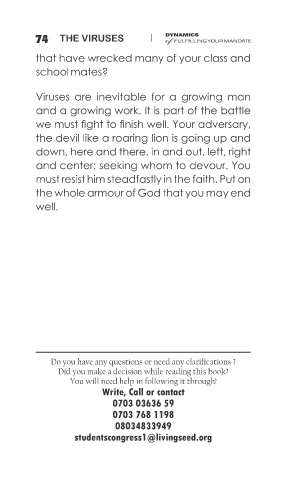 74 THE VIRUSES | DYNAMICS
of FULFILLING YOUR MANDATE
that have wrecked many of your class and
school mates?
Viruses are inevitable for a growing man
and a growing work. It is part of the battle
we must fight to finish well. Your adversary,
the devil like a roaring lion is going up and
down, here and there, in and out, left, right
and center; seeking whom to devour. You
must resist him steadfastly in the faith. Put on
the whole armour of God that you may end
well.
Do you have any questions or need any clarifications ?
Did you make a decision while reading this book?
You will need help in following it through!
Write, Call or contact
0703 03636 59
0703 768 1198
08034833949
studentscongress1@livingseed.org